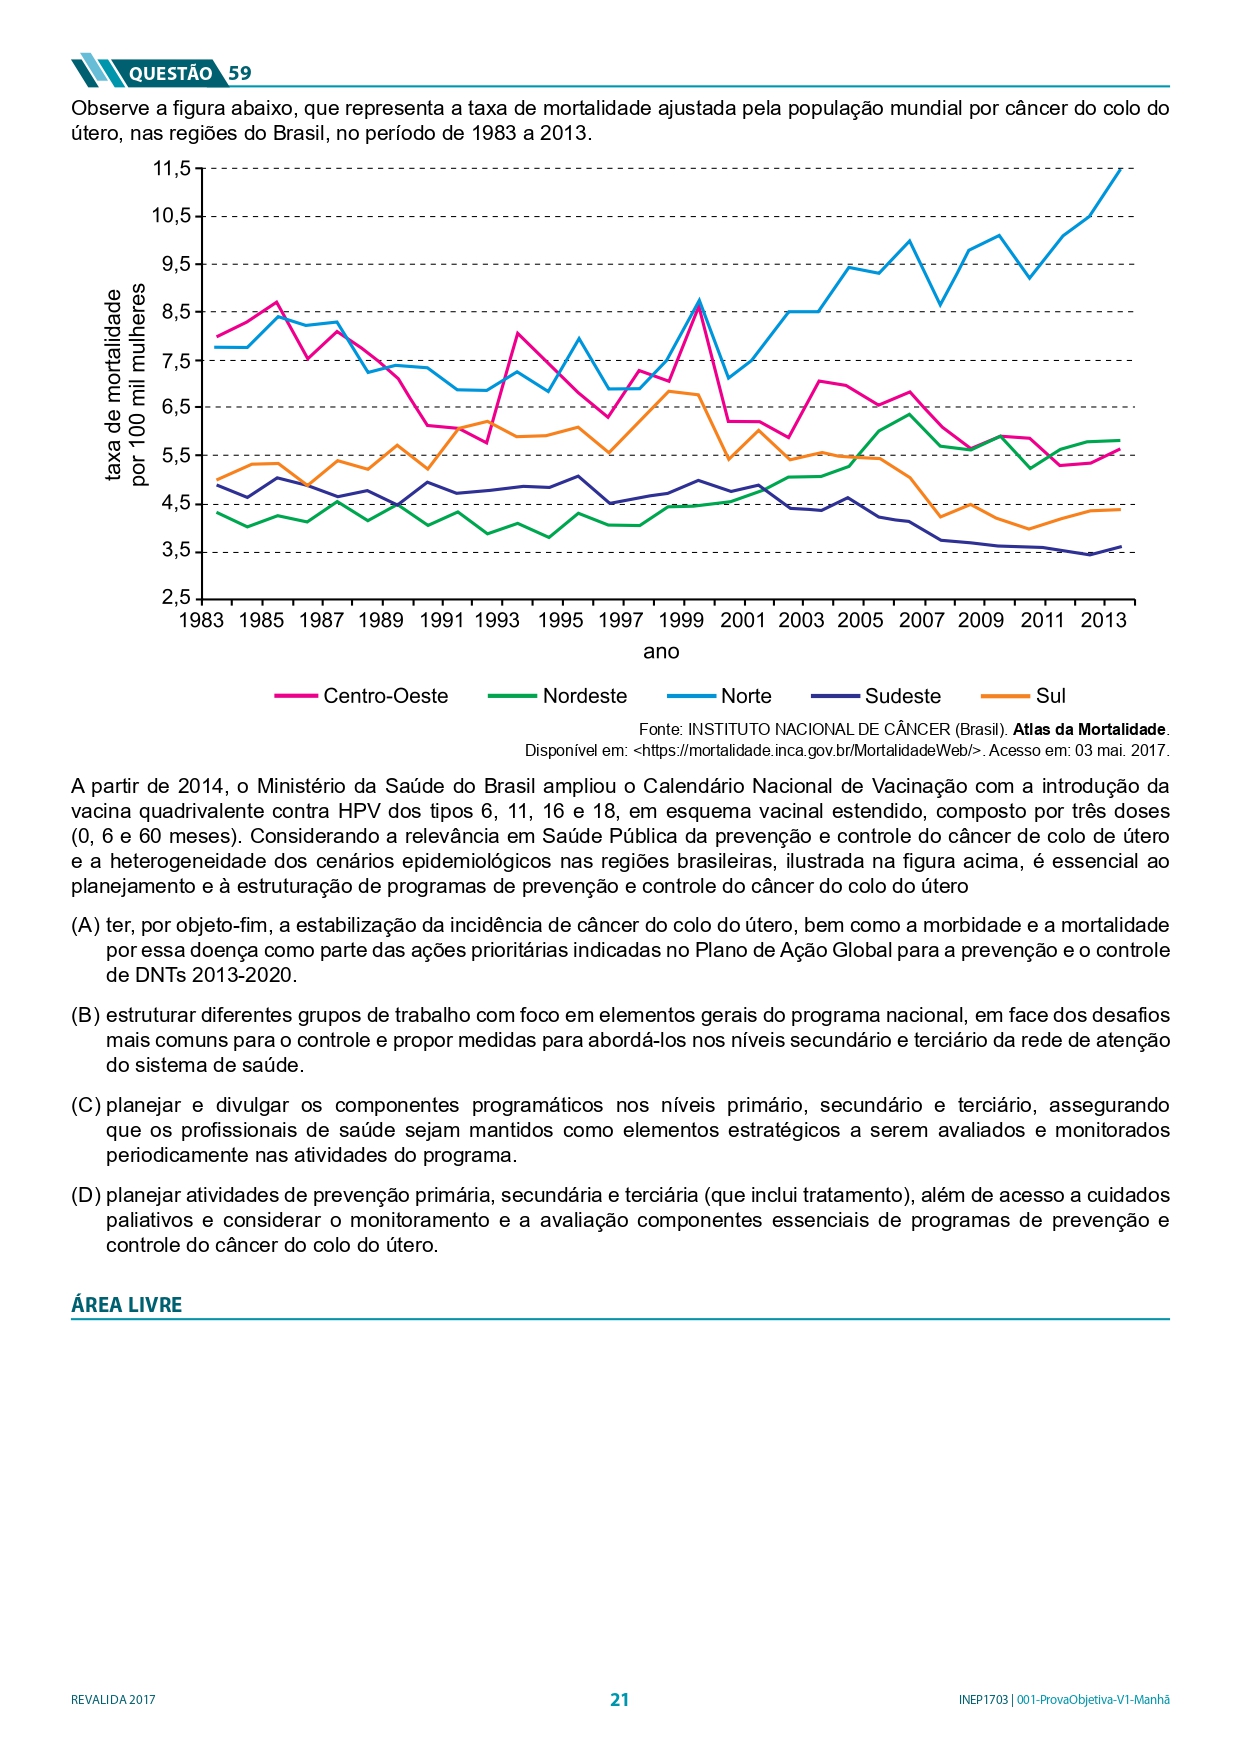 QUESTÃO 59
Observe a figura abaixo, que representa a taxa de mortalidade ajustada pela população mundial por câncer do colo do
útero, nas regiões do Brasil, no período de 1983 a 2013.
11,5
10,5
9,5
8,5
7,5
6,5
5,5
4,5
3,5
2,5
taxa de mortalidade
por 100 mil mulheres
1983 1985 1987 1989 1991 1993 1995 1997 1999 2001 2003 2005 2007 2009 2011 2013
ano
Centro-Oeste Nordeste Norte Sudeste Sul
Fonte: INSTITUTO NACIONAL DE CÂNCER (Brasil). Atlas da Mortalidade.
Disponível em: <https://mortalidade.inca.gov.br/MortalidadeWeb/>. Acesso em: 03 mai. 2017.
A partir de 2014, o Ministério da Saúde do Brasil ampliou o Calendário Nacional de Vacinação com a introdução da
vacina quadrivalente contra HPV dos tipos 6, 11, 16 e 18, em esquema vacinal estendido, composto por três doses
(0, 6 e 60 meses). Considerando a relevância em Saúde Pública da prevenção e controle do câncer de colo de útero
e a heterogeneidade dos cenários epidemiológicos nas regiões brasileiras, ilustrada na figura acima, é essencial ao
planejamento e à estruturação de programas de prevenção e controle do câncer do colo do útero
(A) ter, por objeto-fim, a estabilização da incidência de câncer do colo do útero, bem como a morbidade e a mortalidade
por essa doença como parte das ações prioritárias indicadas no Plano de Ação Global para a prevenção e o controle
de DNTs 2013-2020.
(B) estruturar diferentes grupos de trabalho com foco em elementos gerais do programa nacional, em face dos desafios
mais comuns para o controle e propor medidas para abordá-los nos níveis secundário e terciário da rede de atenção
do sistema de saúde.
(C) planejar e divulgar os componentes programáticos nos níveis primário, secundário e terciário, assegurando
que os profissionais de saúde sejam mantidos como elementos estratégicos a serem avaliados e monitorados
periodicamente nas atividades do programa.
(D) planejar atividades de prevenção primária, secundária e terciária (que inclui tratamento), além de acesso a cuidados
paliativos e considerar o monitoramento e a avaliação componentes essenciais de programas de prevenção e
controle do câncer do colo do útero.
ÁREA LIVRE
REVALIDA 2017
21
INEP1703 | 001-ProvaObjetiva-V1-Manhã